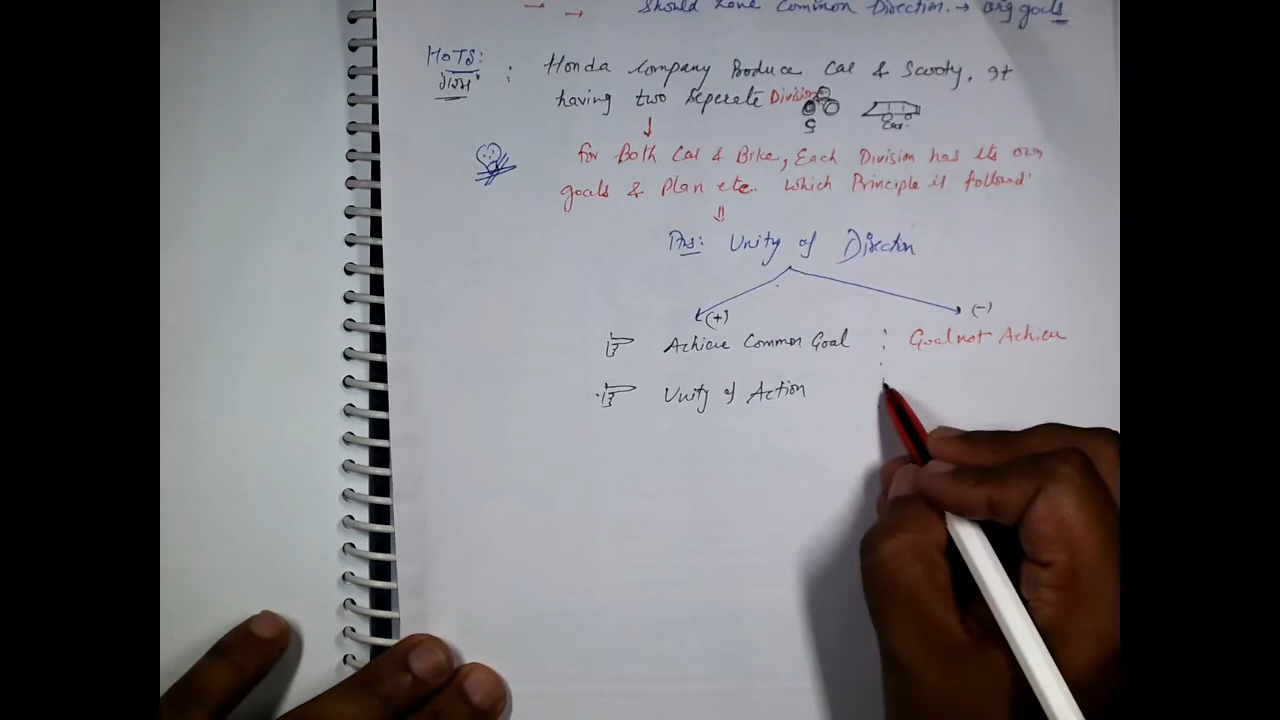 should have Common Direction. → org goals
HOTS: : Honda Company Produce Car & Scooty. It
having two Seperate Division
S Car.
for Both Car & Bike, Each Division has its own
goals & Plan etc.. which Principle is followed
Ans: Unity of Direction
(+) (-)
Achieve Common Goal : Goal not Achieve
Unity of Action